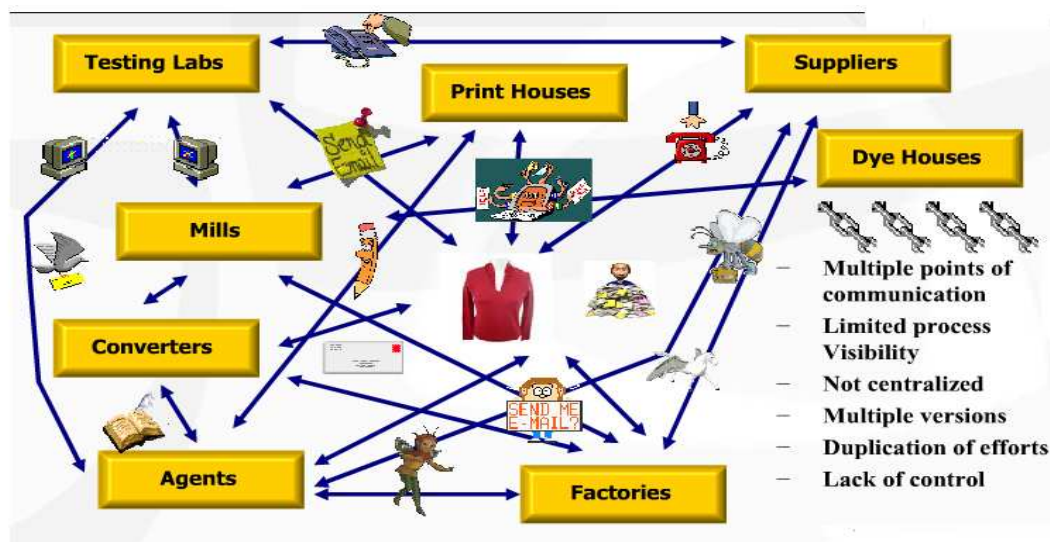 Testing Labs
Suppliers
Print Houses
Send
Email
Dye Houses
Mills
Converters
SEND ME
E-MAIL?
Agents
Factories
– Multiple points of
communication
– Limited process
Visibility
– Not centralized
– Multiple versions
– Duplication of efforts
– Lack of control